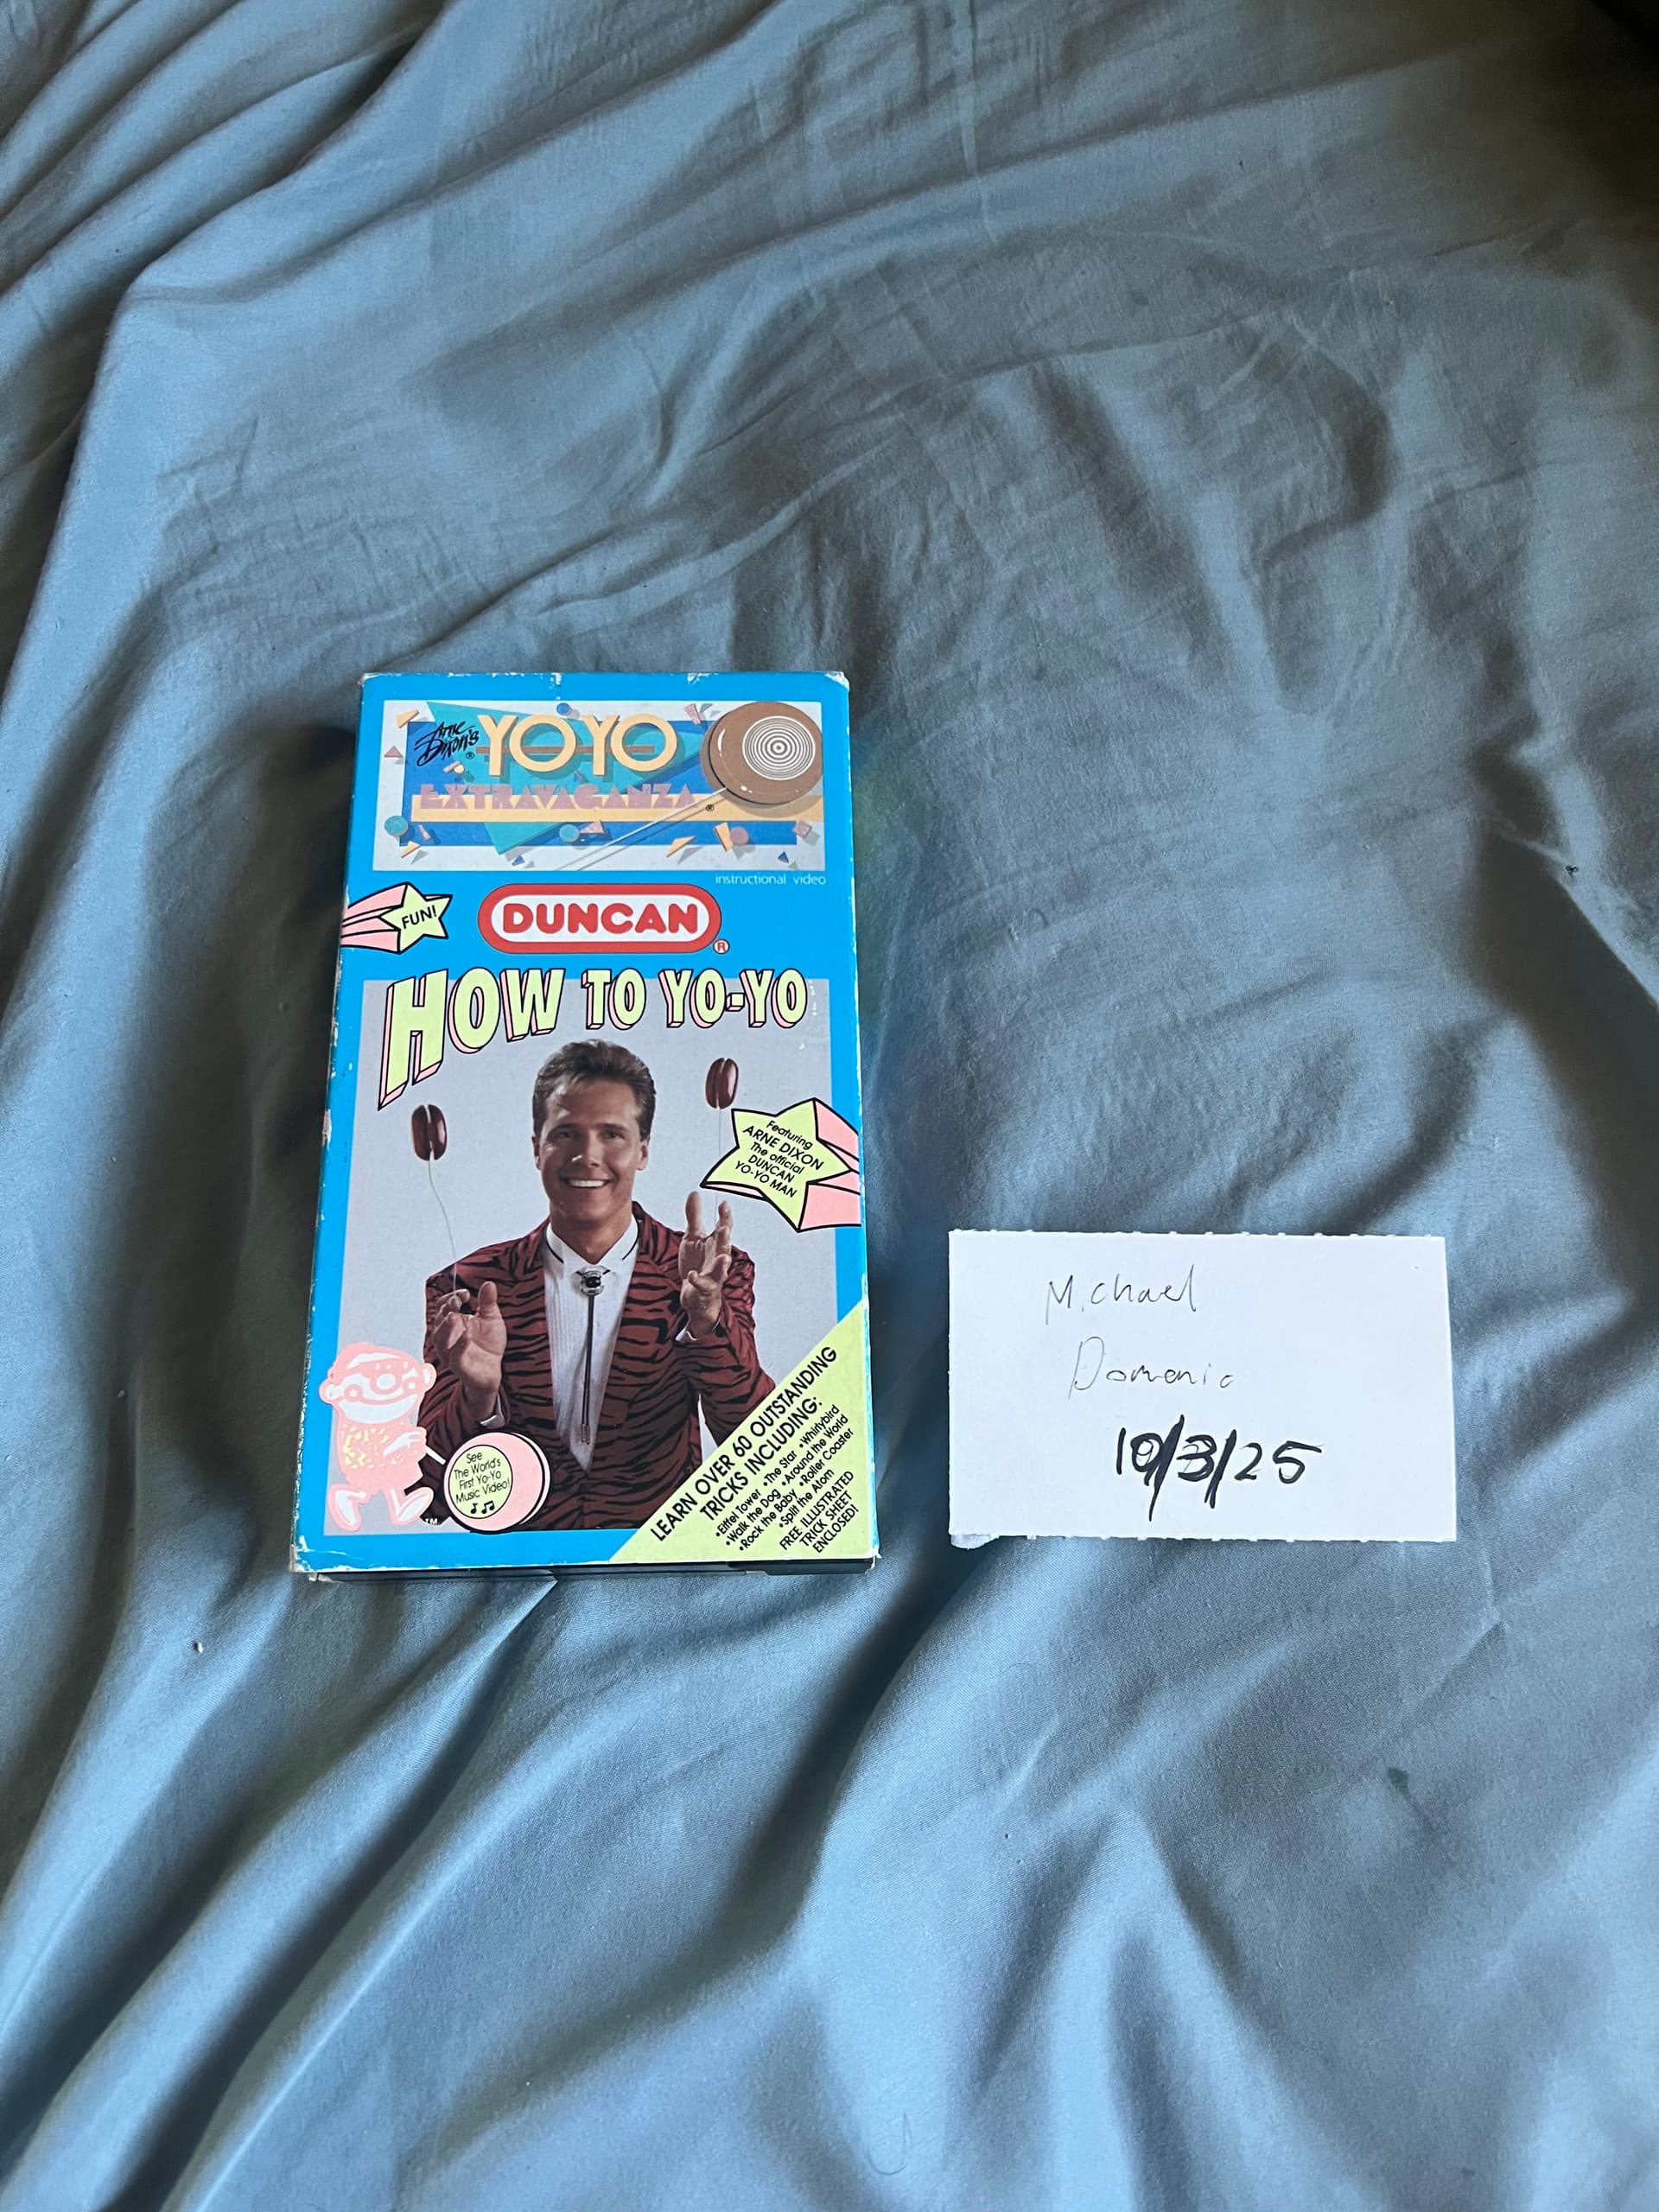 Arne Dixon's®
YOYO
EXTRAVAGANZA®
instructional video
FUN!
DUNCAN®
HOW TO YO-YO
Featuring
ARNE DIXON
The official
DUNCAN
YO-YO MAN
See
The World's
First Yo-Yo
Music Video!
TM
LEARN OVER 60 OUTSTANDING
TRICKS INCLUDING:
•Eiffel Tower •The Star •Whirlybird
•Walk the Dog •Around the World
•Rock the Baby •Roller Coaster
•Split the Atom
FREE ILLUSTRATED
TRICK SHEET
ENCLOSED!
Michael
Domenic
10/3/25